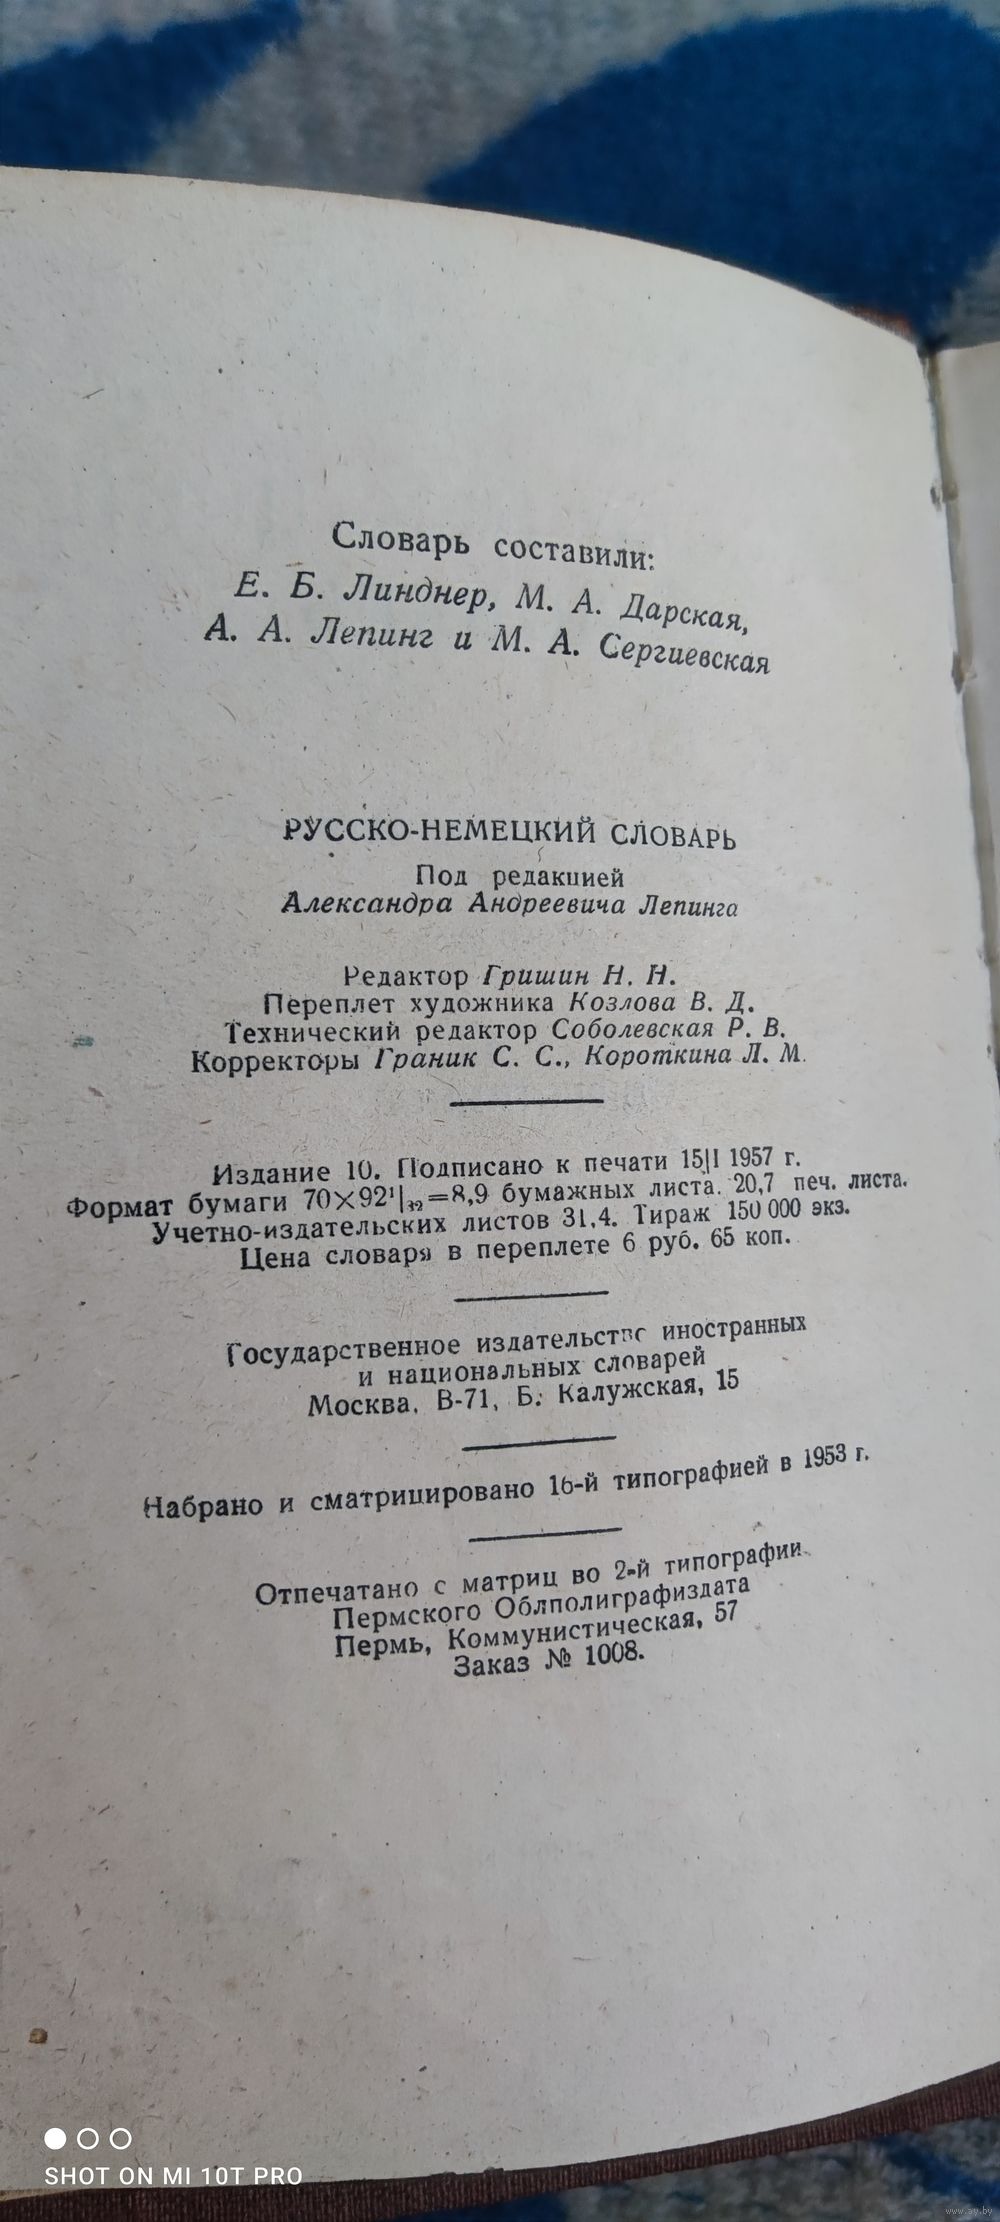 Словарь составили:
Е. Б. Линднер, М. А. Дарская,
А. А. Лепинг и М. А. Сергиевская
РУССКО-НЕМЕЦКИЙ СЛОВАРЬ
Под редакцией
Александра Андреевича Лепинга
Редактор Гришин Н. Н.
Переплет художника Козлова В. Д.
Технический редактор Соболевская Р. В.
Корректоры Граник С. С., Короткина Л. М.
Издание 10. Подписано к печати 15|II 1957 г.
Формат бумаги 70×92¹|₃₂=8,9 бумажных листа. 20,7 печ. листа.
Учетно-издательских листов 31,4. Тираж 150 000 экз.
Цена словаря в переплете 6 руб. 65 коп.
Государственное издательство иностранных
и национальных словарей
Москва, В-71, Б. Калужская, 15
Набрано и сматрицировано 16-й типографией в 1953 г.
Отпечатано с матриц во 2-й типографии
Пермского Облполиграфиздата
Пермь, Коммунистическая, 57
Заказ № 1008.
SHOT ON MI 10T PRO
www.ay.by